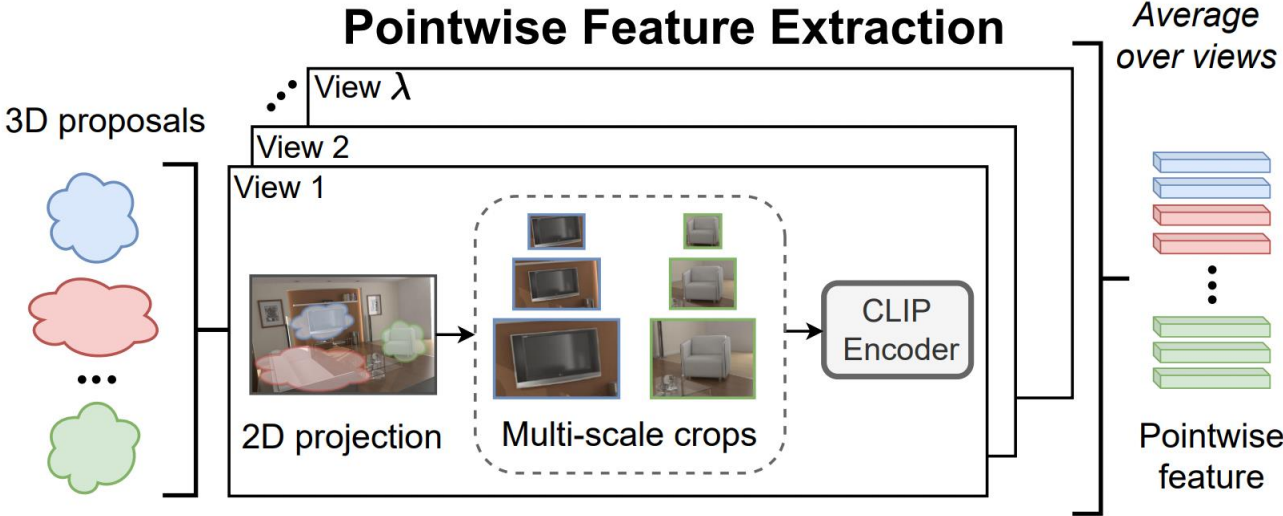 Pointwise Feature Extraction
Average
over views
3D proposals
View λ
View 2
View 1
2D projection
Multi-scale crops
CLIP
Encoder
Pointwise
feature